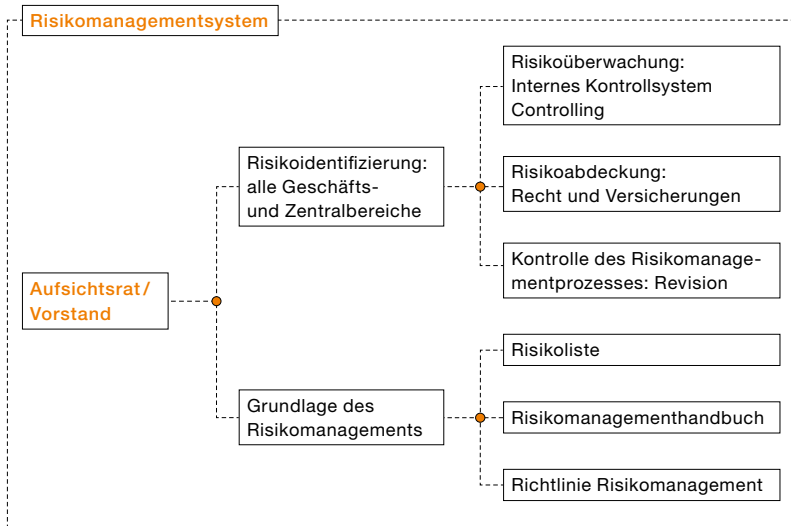 Risikomanagementsystem
Risikoüberwachung:
Internes Kontrollsystem
Controlling
Risikoidentifizierung:
alle Geschäfts-
und Zentralbereiche
Risikoabdeckung:
Recht und Versicherungen
Kontrolle des Risikomanage-
mentprozesses: Revision
Aufsichtsrat/
Vorstand
Risikoliste
Grundlage des
Risikomanagements
Risikomanagementhandbuch
Richtlinie Risikomanagement